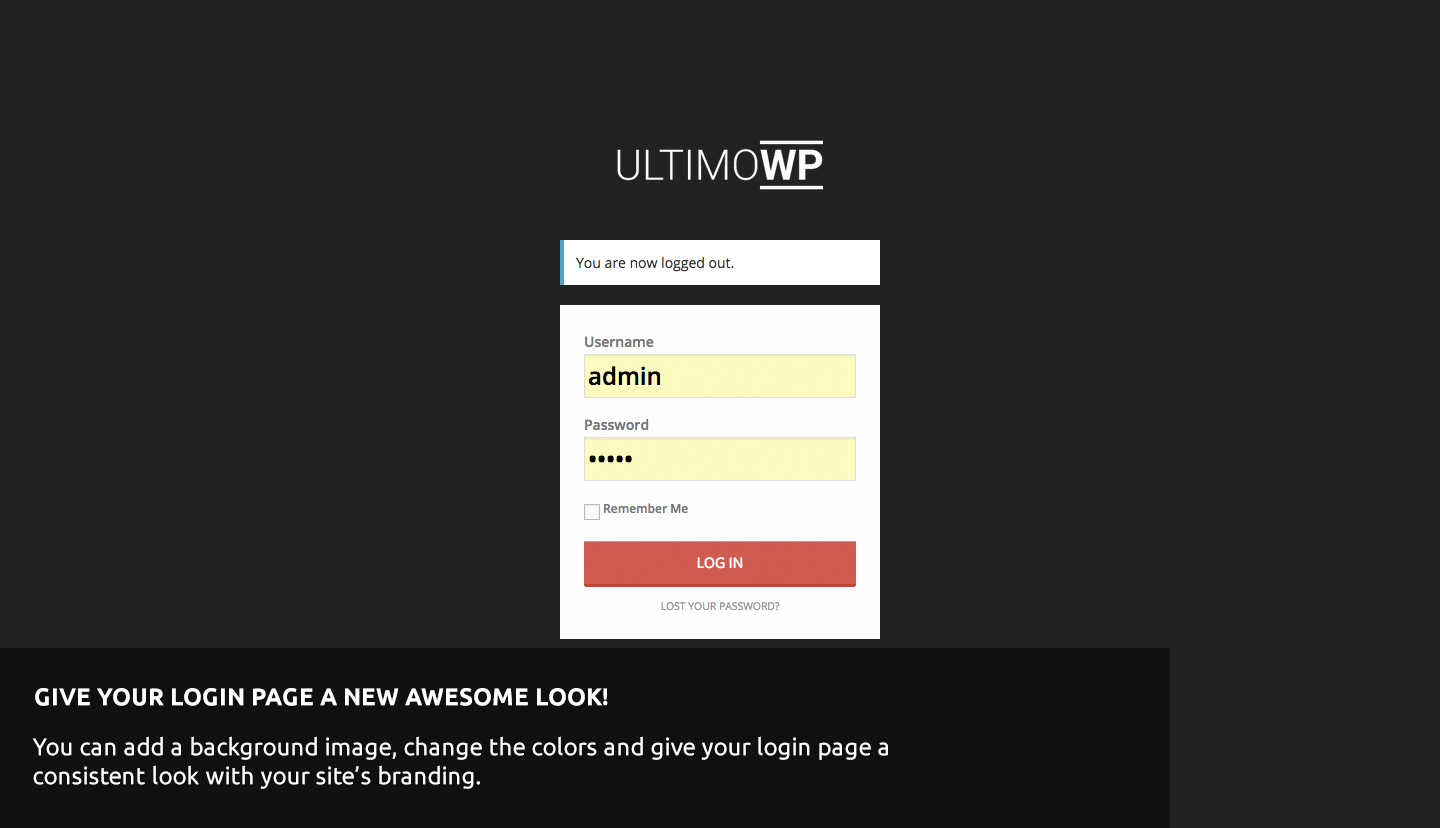 ULTIMOWP
You are now logged out.
Username
admin
Password
•••••
Remember Me
LOG IN
LOST YOUR PASSWORD?
GIVE YOUR LOGIN PAGE A NEW AWESOME LOOK!
You can add a background image, change the colors and give your login page a
consistent look with your site’s branding.